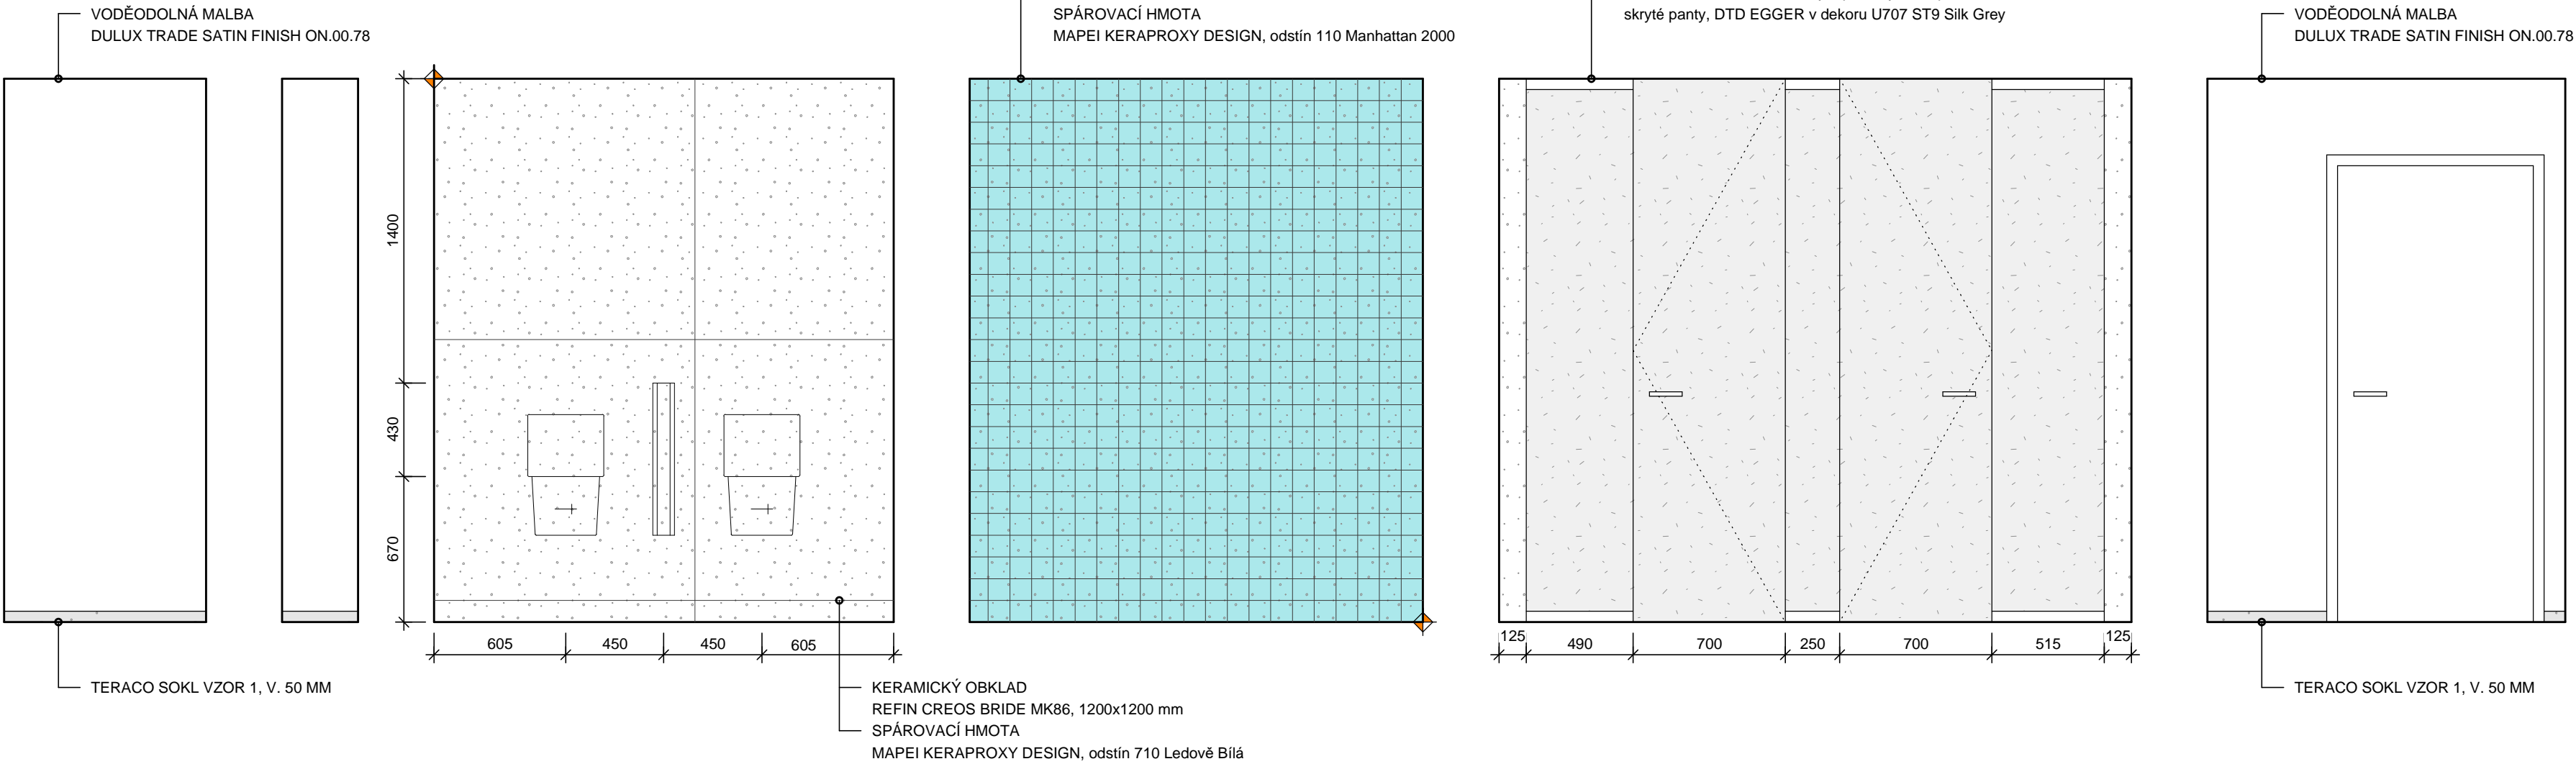 VODĚODOLNÁ MALBA
DULUX TRADE SATIN FINISH ON.00.78
SPÁROVACÍ HMOTA
MAPEI KERAPROXY DESIGN, odstín 110 Manhattan 2000
skryté panty, DTD EGGER v dekoru U707 ST9 Silk Grey
VODĚODOLNÁ MALBA
DULUX TRADE SATIN FINISH ON.00.78
1400
430
670
605 450 450 605
125 490 700 250 700 515 125
TERACO SOKL VZOR 1, V. 50 MM
KERAMICKÝ OBKLAD
REFIN CREOS BRIDE MK86, 1200x1200 mm
SPÁROVACÍ HMOTA
MAPEI KERAPROXY DESIGN, odstín 710 Ledově Bílá
TERACO SOKL VZOR 1, V. 50 MM